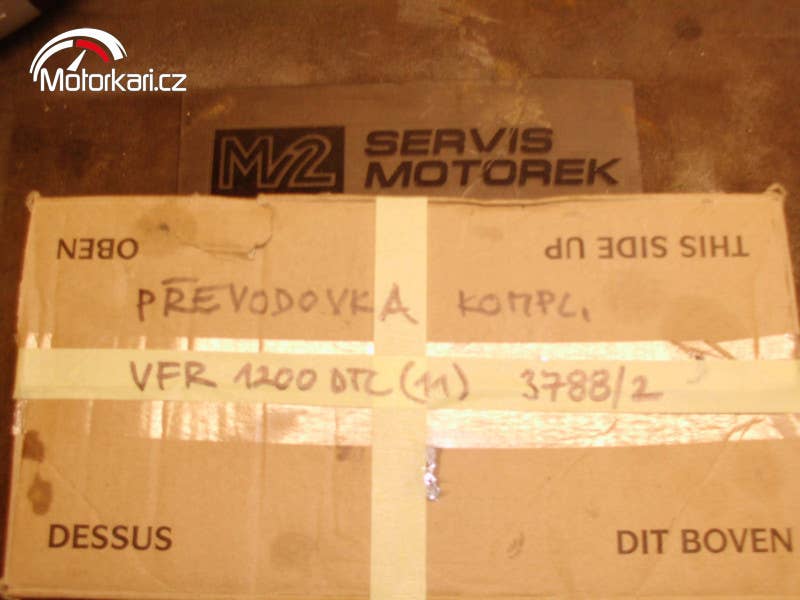 Motorkari.cz
M2 SERVIS
MOTOREK
OBEN THIS SIDE UP
PŘEVODOVKA KOMPL.
VFR 1200 DTC (11) 3788/2
DESSUS DIT BOVEN